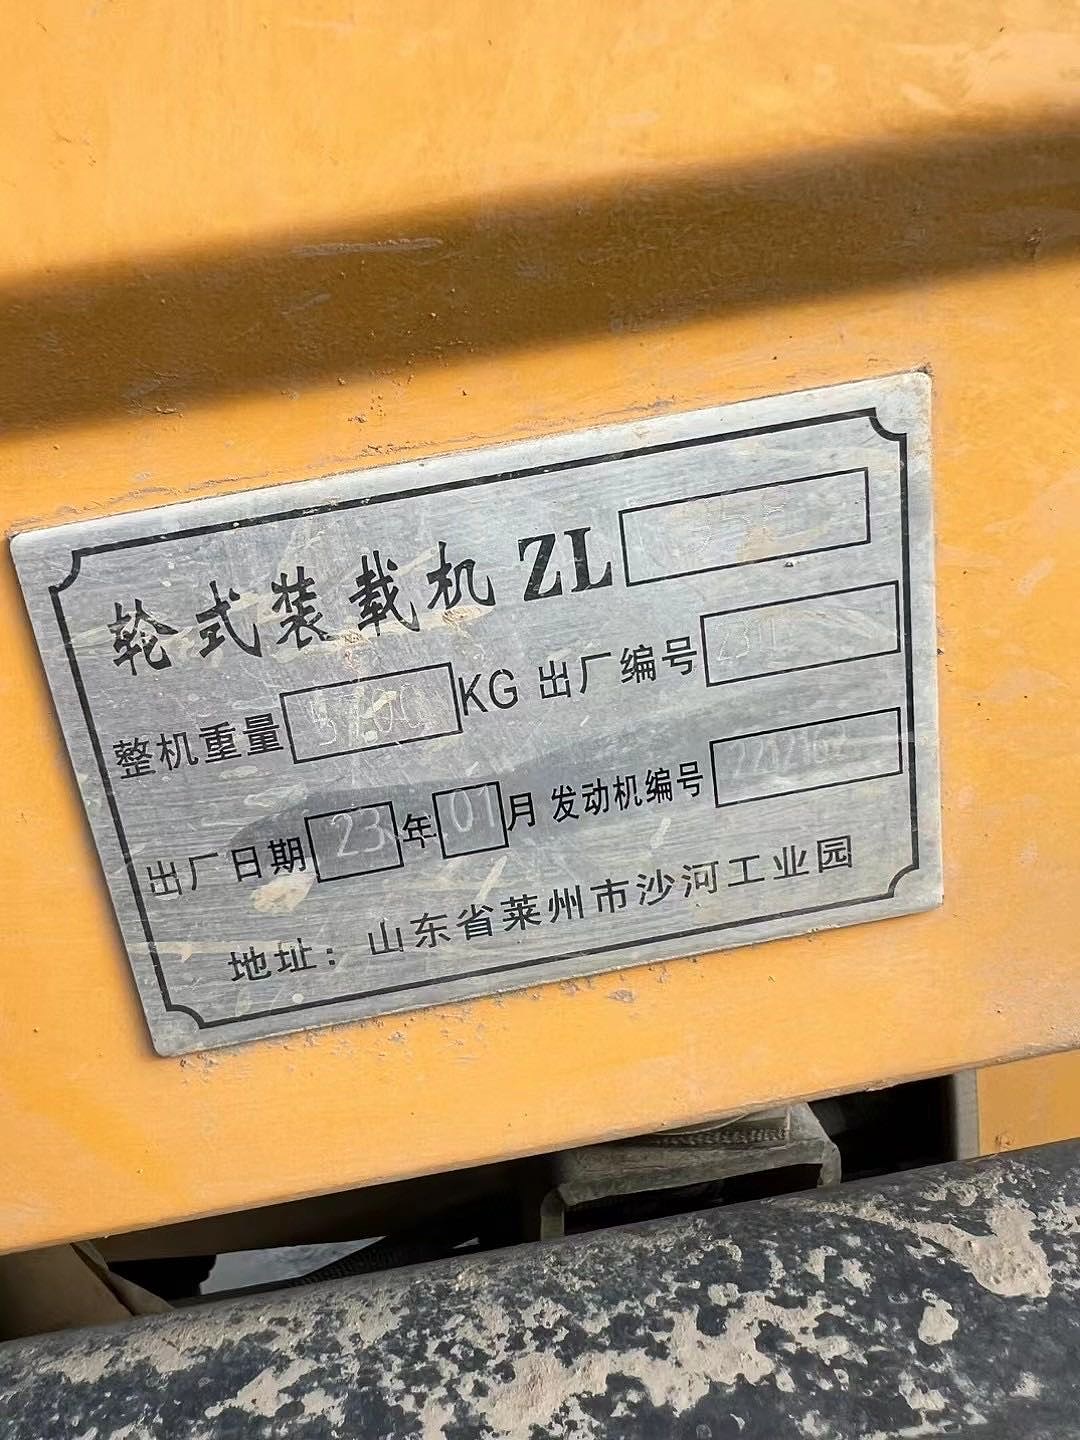 轮式装载机 ZL
整机重量 5700 KG 出厂编号
出厂日期 23 年 01 月 发动机编号
地址：山东省莱州市沙河工业园